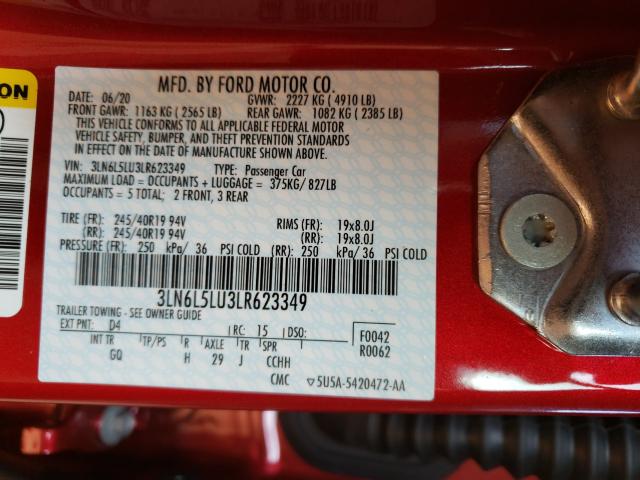 ON
MFD. BY FORD MOTOR CO.
DATE: 06/20 GVWR: 2227 KG (4910 LB)
FRONT GAWR: 1163 KG (2565 LB) REAR GAWR: 1082 KG (2385 LB)
THIS VEHICLE CONFORMS TO ALL APPLICABLE FEDERAL MOTOR
VEHICLE SAFETY, BUMPER, AND THEFT PREVENTION STANDARDS
IN EFFECT ON THE DATE OF MANUFACTURE SHOWN ABOVE.
VIN: 3LN6L5LU3LR623349 TYPE: Passenger Car
MAXIMUM LOAD = OCCUPANTS + LUGGAGE = 375KG/827LB
OCCUPANTS = 5 TOTAL: 2 FRONT, 3 REAR
TIRE (FR): 245/40R19 94V RIMS (FR): 19x8.0J
(RR): 245/40R19 94V (RR): 19x8.0J
PRESSURE (FR): 250 kPa/ 36 PSI COLD (RR) 250 kPa/ 36 PSI COLD
3LN6L5LU3LR623349
TRAILER TOWING - SEE OWNER GUIDE
EXT PNT: D4 RC: 15 DSO: F0042
INT TR TP/PS R AXLE TR SPR R0062
GQ H 29 J CCHH
CMC ▽5U5A-5420472-AA